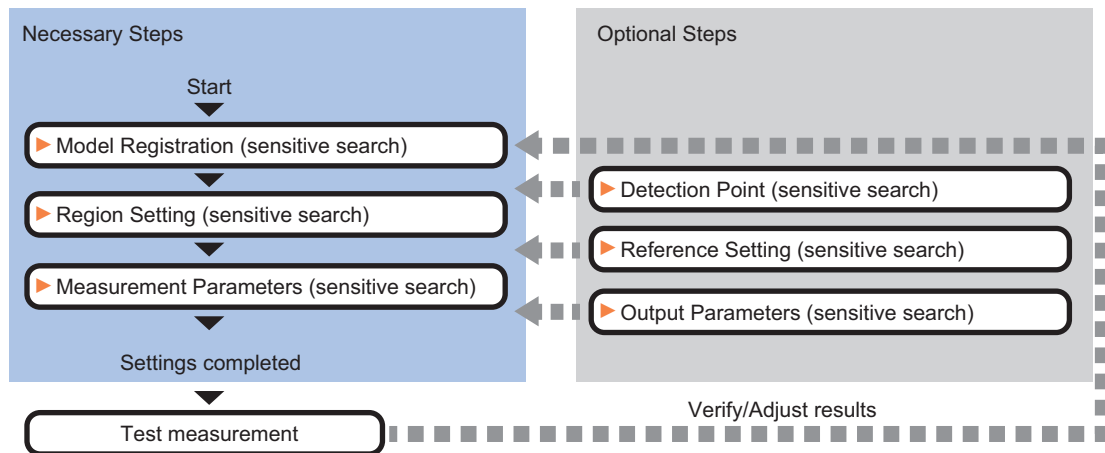 Necessary Steps
Start
Model Registration (sensitive search)
Region Setting (sensitive search)
Measurement Parameters (sensitive search)
Settings completed
Test measurement
Optional Steps
Detection Point (sensitive search)
Reference Setting (sensitive search)
Output Parameters (sensitive search)
Verify/Adjust results